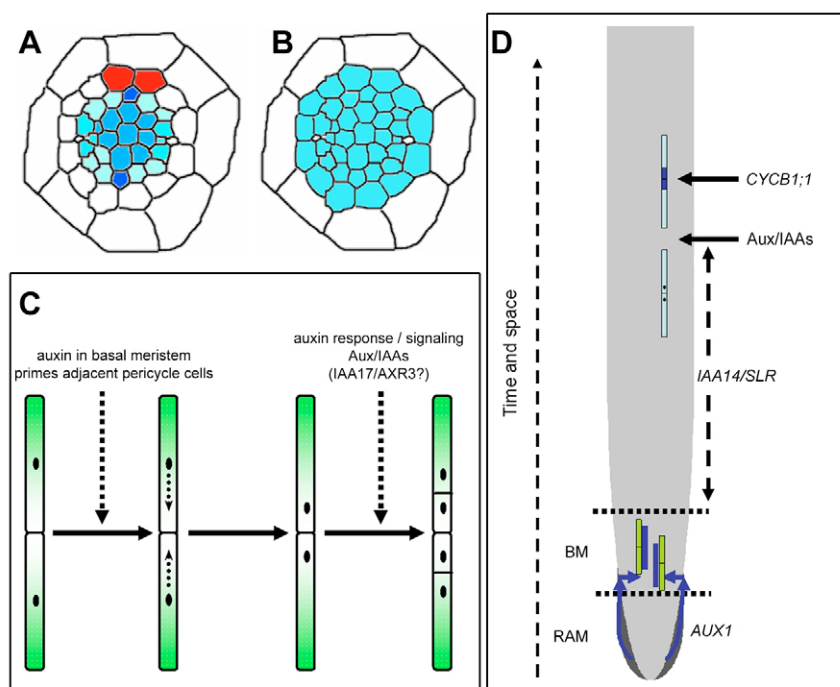 A
B
C
auxin in basal meristem
primes adjacent pericycle cells
auxin response / signaling
Aux/IAAs
(IAA17/AXR3?)
D
Time and space
CYCB1;1
Aux/IAAs
IAA14/SLR
BM
RAM
AUX1